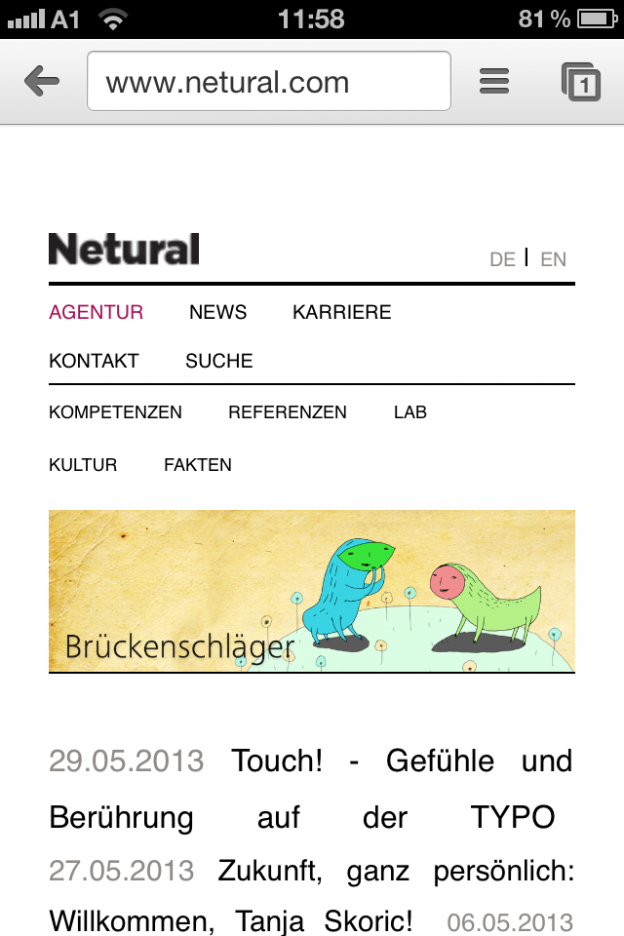 A1 11:58 81 %
www.netural.com 1
Netural DE | EN
AGENTUR NEWS KARRIERE
KONTAKT SUCHE
KOMPETENZEN REFERENZEN LAB
KULTUR FAKTEN
Brückenschläger
29.05.2013 Touch! - Gefühle und
Berührung auf der TYPO
27.05.2013 Zukunft, ganz persönlich:
Willkommen, Tanja Skoric! 06.05.2013